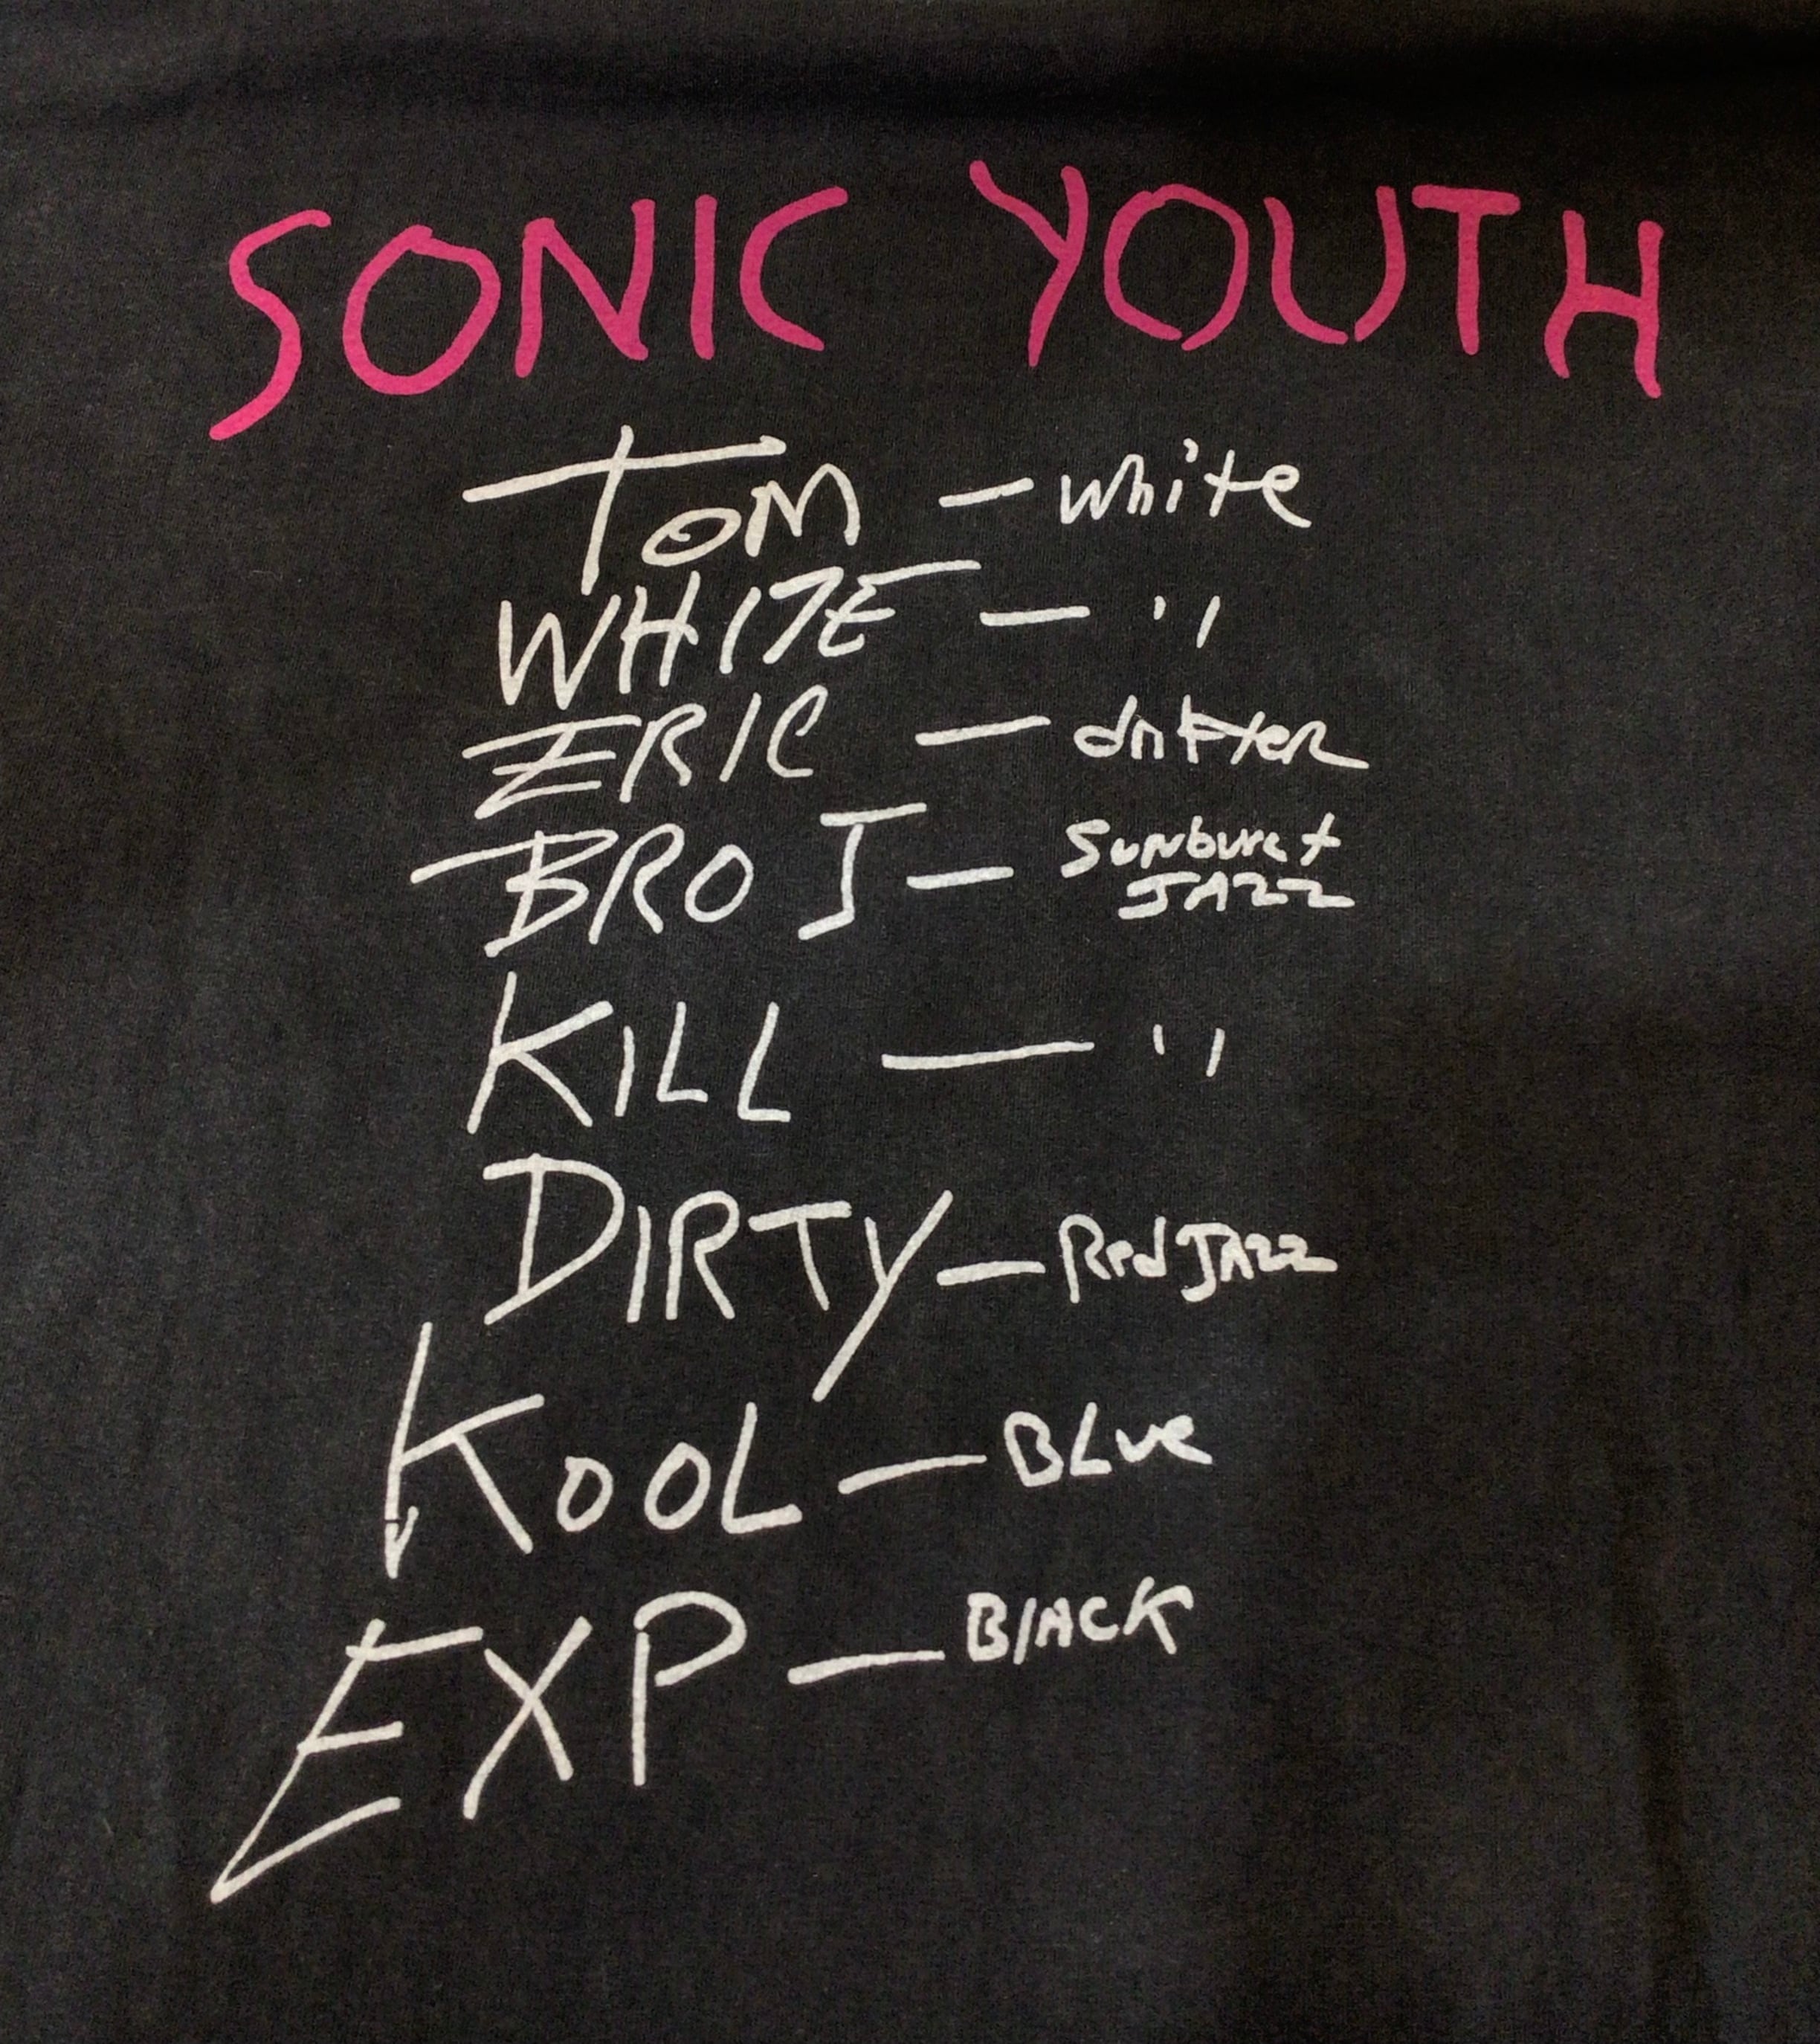 SONIC YOUTH
TOM — white
WHITE — "
ERIC — drifter
BRO J — Sunburst
JAZZ
KILL — "
DIRTY — Red JAZZ
KOOL — BLue
EXP — BlACK